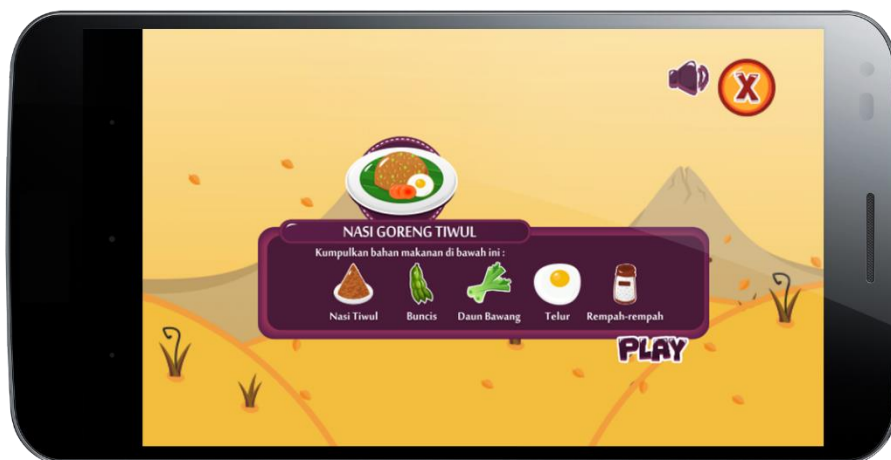 X
NASI GORENG TIWUL
Kumpulkan bahan makanan di bawah ini :
Nasi Tiwul Buncis Daun Bawang Telur Rempah-rempah
PLAY